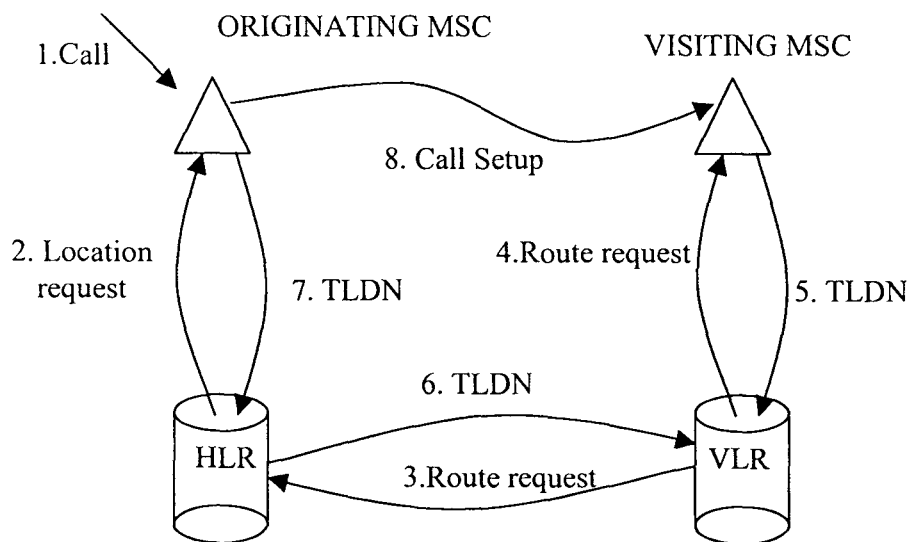 ORIGINATING MSC
VISITING MSC
1.Call
8. Call Setup
2. Location
request
7. TLDN
4.Route request
5. TLDN
6. TLDN
HLR
3.Route request
VLR